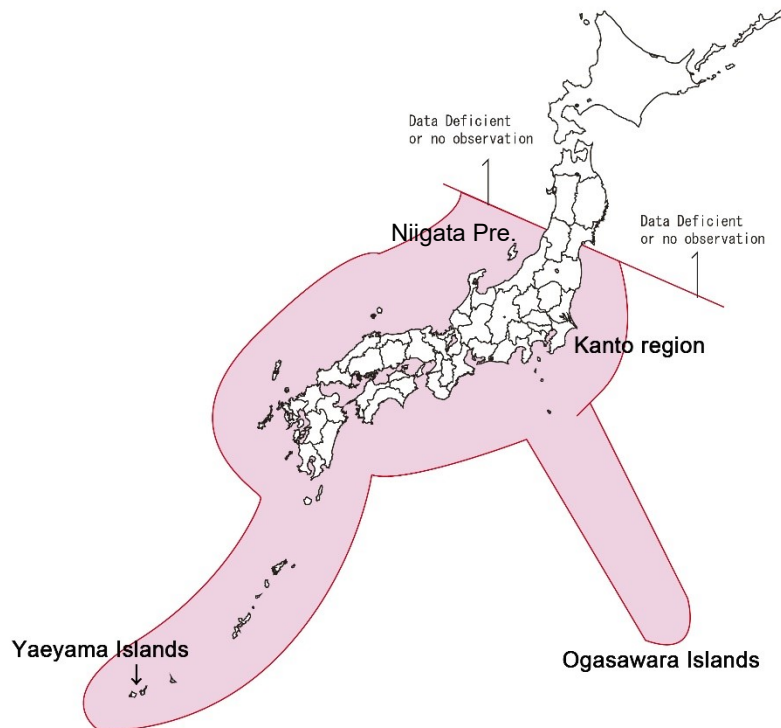 Data Deficient
or no observation
Data Deficient
or no observation
Niigata Pre.
Kanto region
Yaeyama Islands
Ogasawara Islands